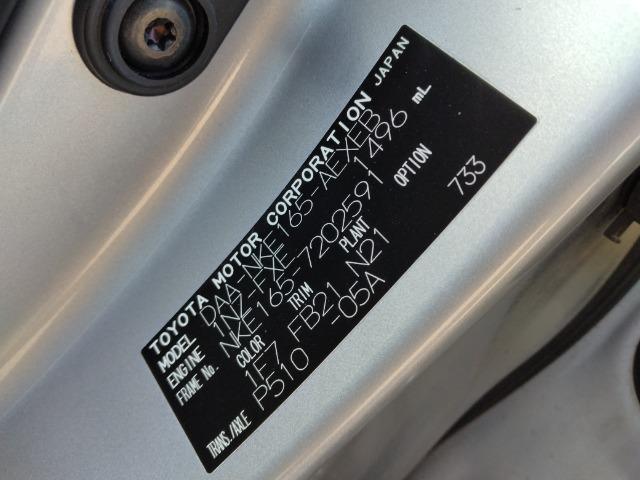 TOYOTA MOTOR CORPORATION JAPAN
MODEL DAA-NKE165-AEXEB
ENGINE 1NZ-FXE 1496 mL
FRAME No. NKE165-7202591
COLOR TRIM PLANT OPTION
1F7 FB21 N21 733
TRANS./AXLE P510 -05A